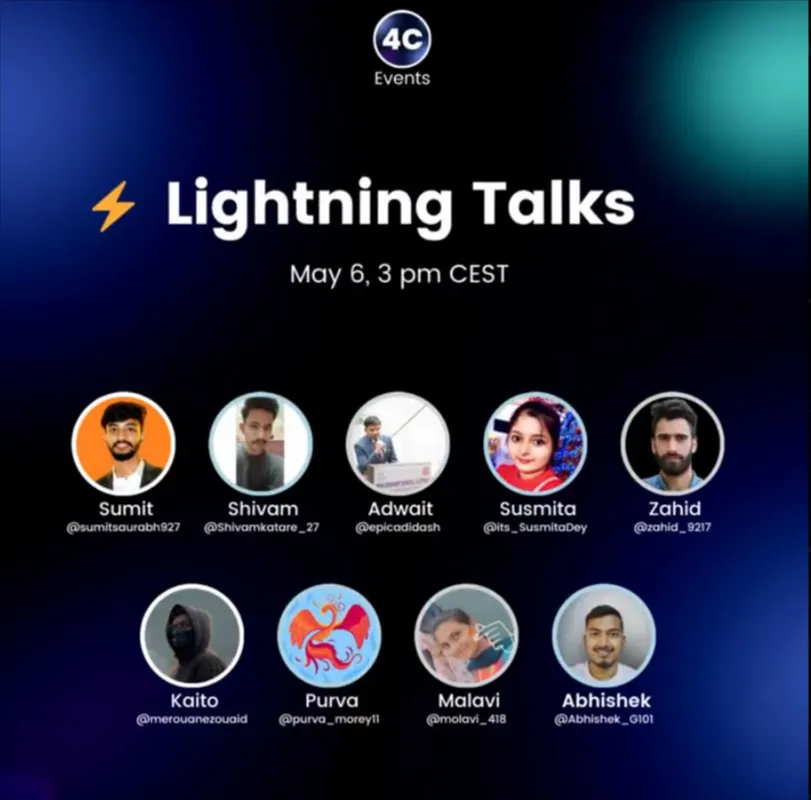 4C
Events
⚡ Lightning Talks
May 6, 3 pm CEST
Sumit
@sumitsaurabh927
Shivam
@Shivamkatare_27
Adwait
@epicadidash
Susmita
@its_SusmitaDey
Zahid
@zahid_9217
Kaito
@merouanezouaid
Purva
@purva_morey11
Malavi
@molavi_418
Abhishek
@Abhishek_G101